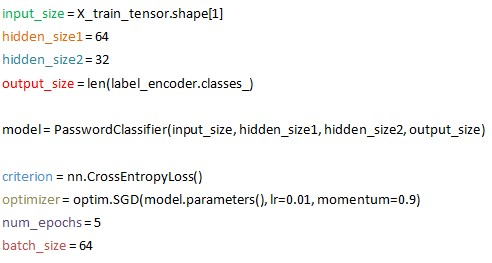 input_size = X_train_tensor.shape[1]
hidden_size1 = 64
hidden_size2 = 32
output_size = len(label_encoder.classes_)
model = PasswordClassifier(input_size, hidden_size1, hidden_size2, output_size)
criterion = nn.CrossEntropyLoss()
optimizer = optim.SGD(model.parameters(), lr=0.01, momentum=0.9)
num_epochs = 5
batch_size = 64